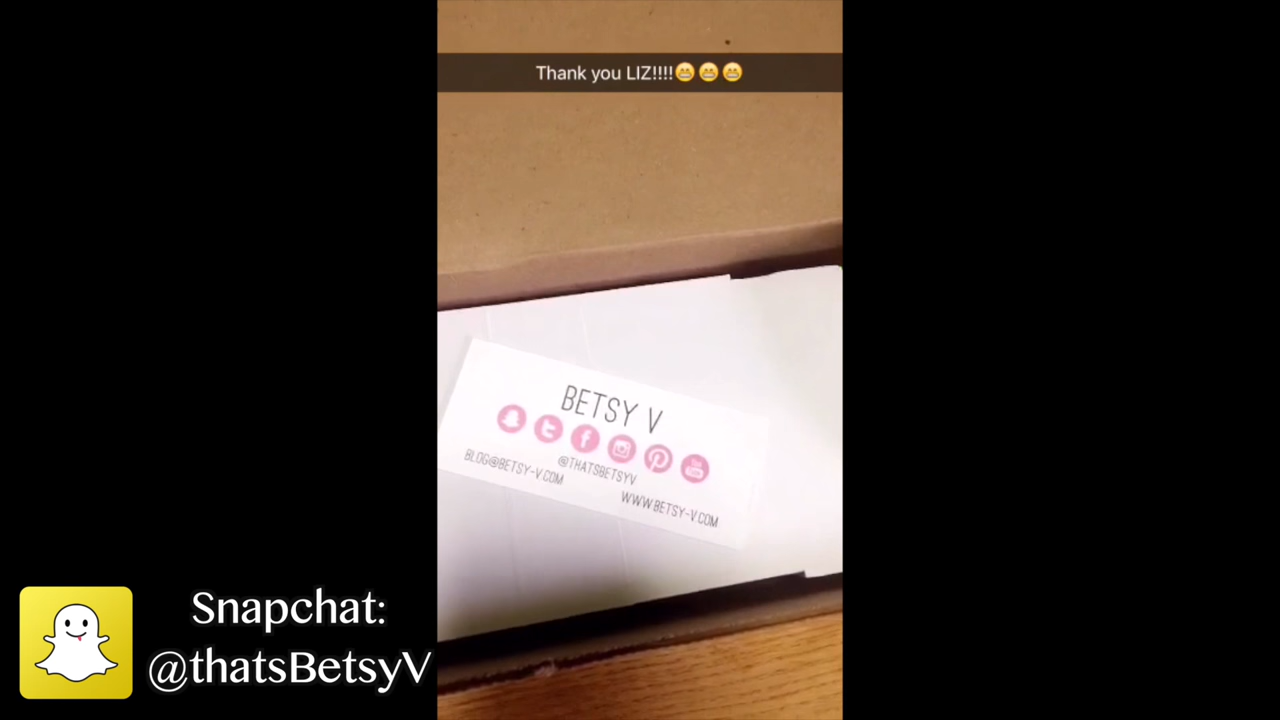 Thank you LIZ!!!!😁😁😁
BETSY V
@THATSBETSYV
BLOG@BETSY-V.COM
WWW.BETSY-V.COM
Snapchat:
@thatsBetsyV